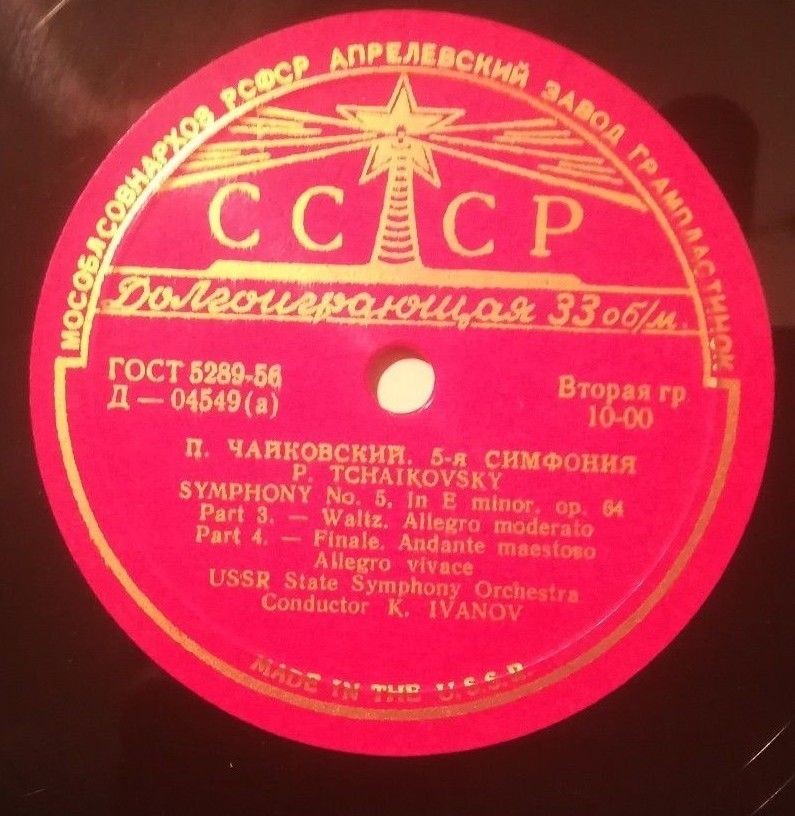 МОСОБЛСОВНАРХОЗ РСФСР АПРЕЛЕВСКИЙ ЗАВОД ГРАМПЛАСТИНОК
СССР
Долгоиграющая 33 об/м.
ГОСТ 5289-56
Д — 04549 (а)
Вторая гр.
10-00
П. ЧАЙКОВСКИЙ. 5-я СИМФОНИЯ
P. TCHAIKOVSKY
SYMPHONY No. 5. In E minor. op. 64
Part 3. — Waltz. Allegro moderato
Part 4. — Finale. Andante maestoso
Allegro vivace
USSR State Symphony Orchestra
Conductor K. IVANOV
MADE IN THE U.S.S.R.